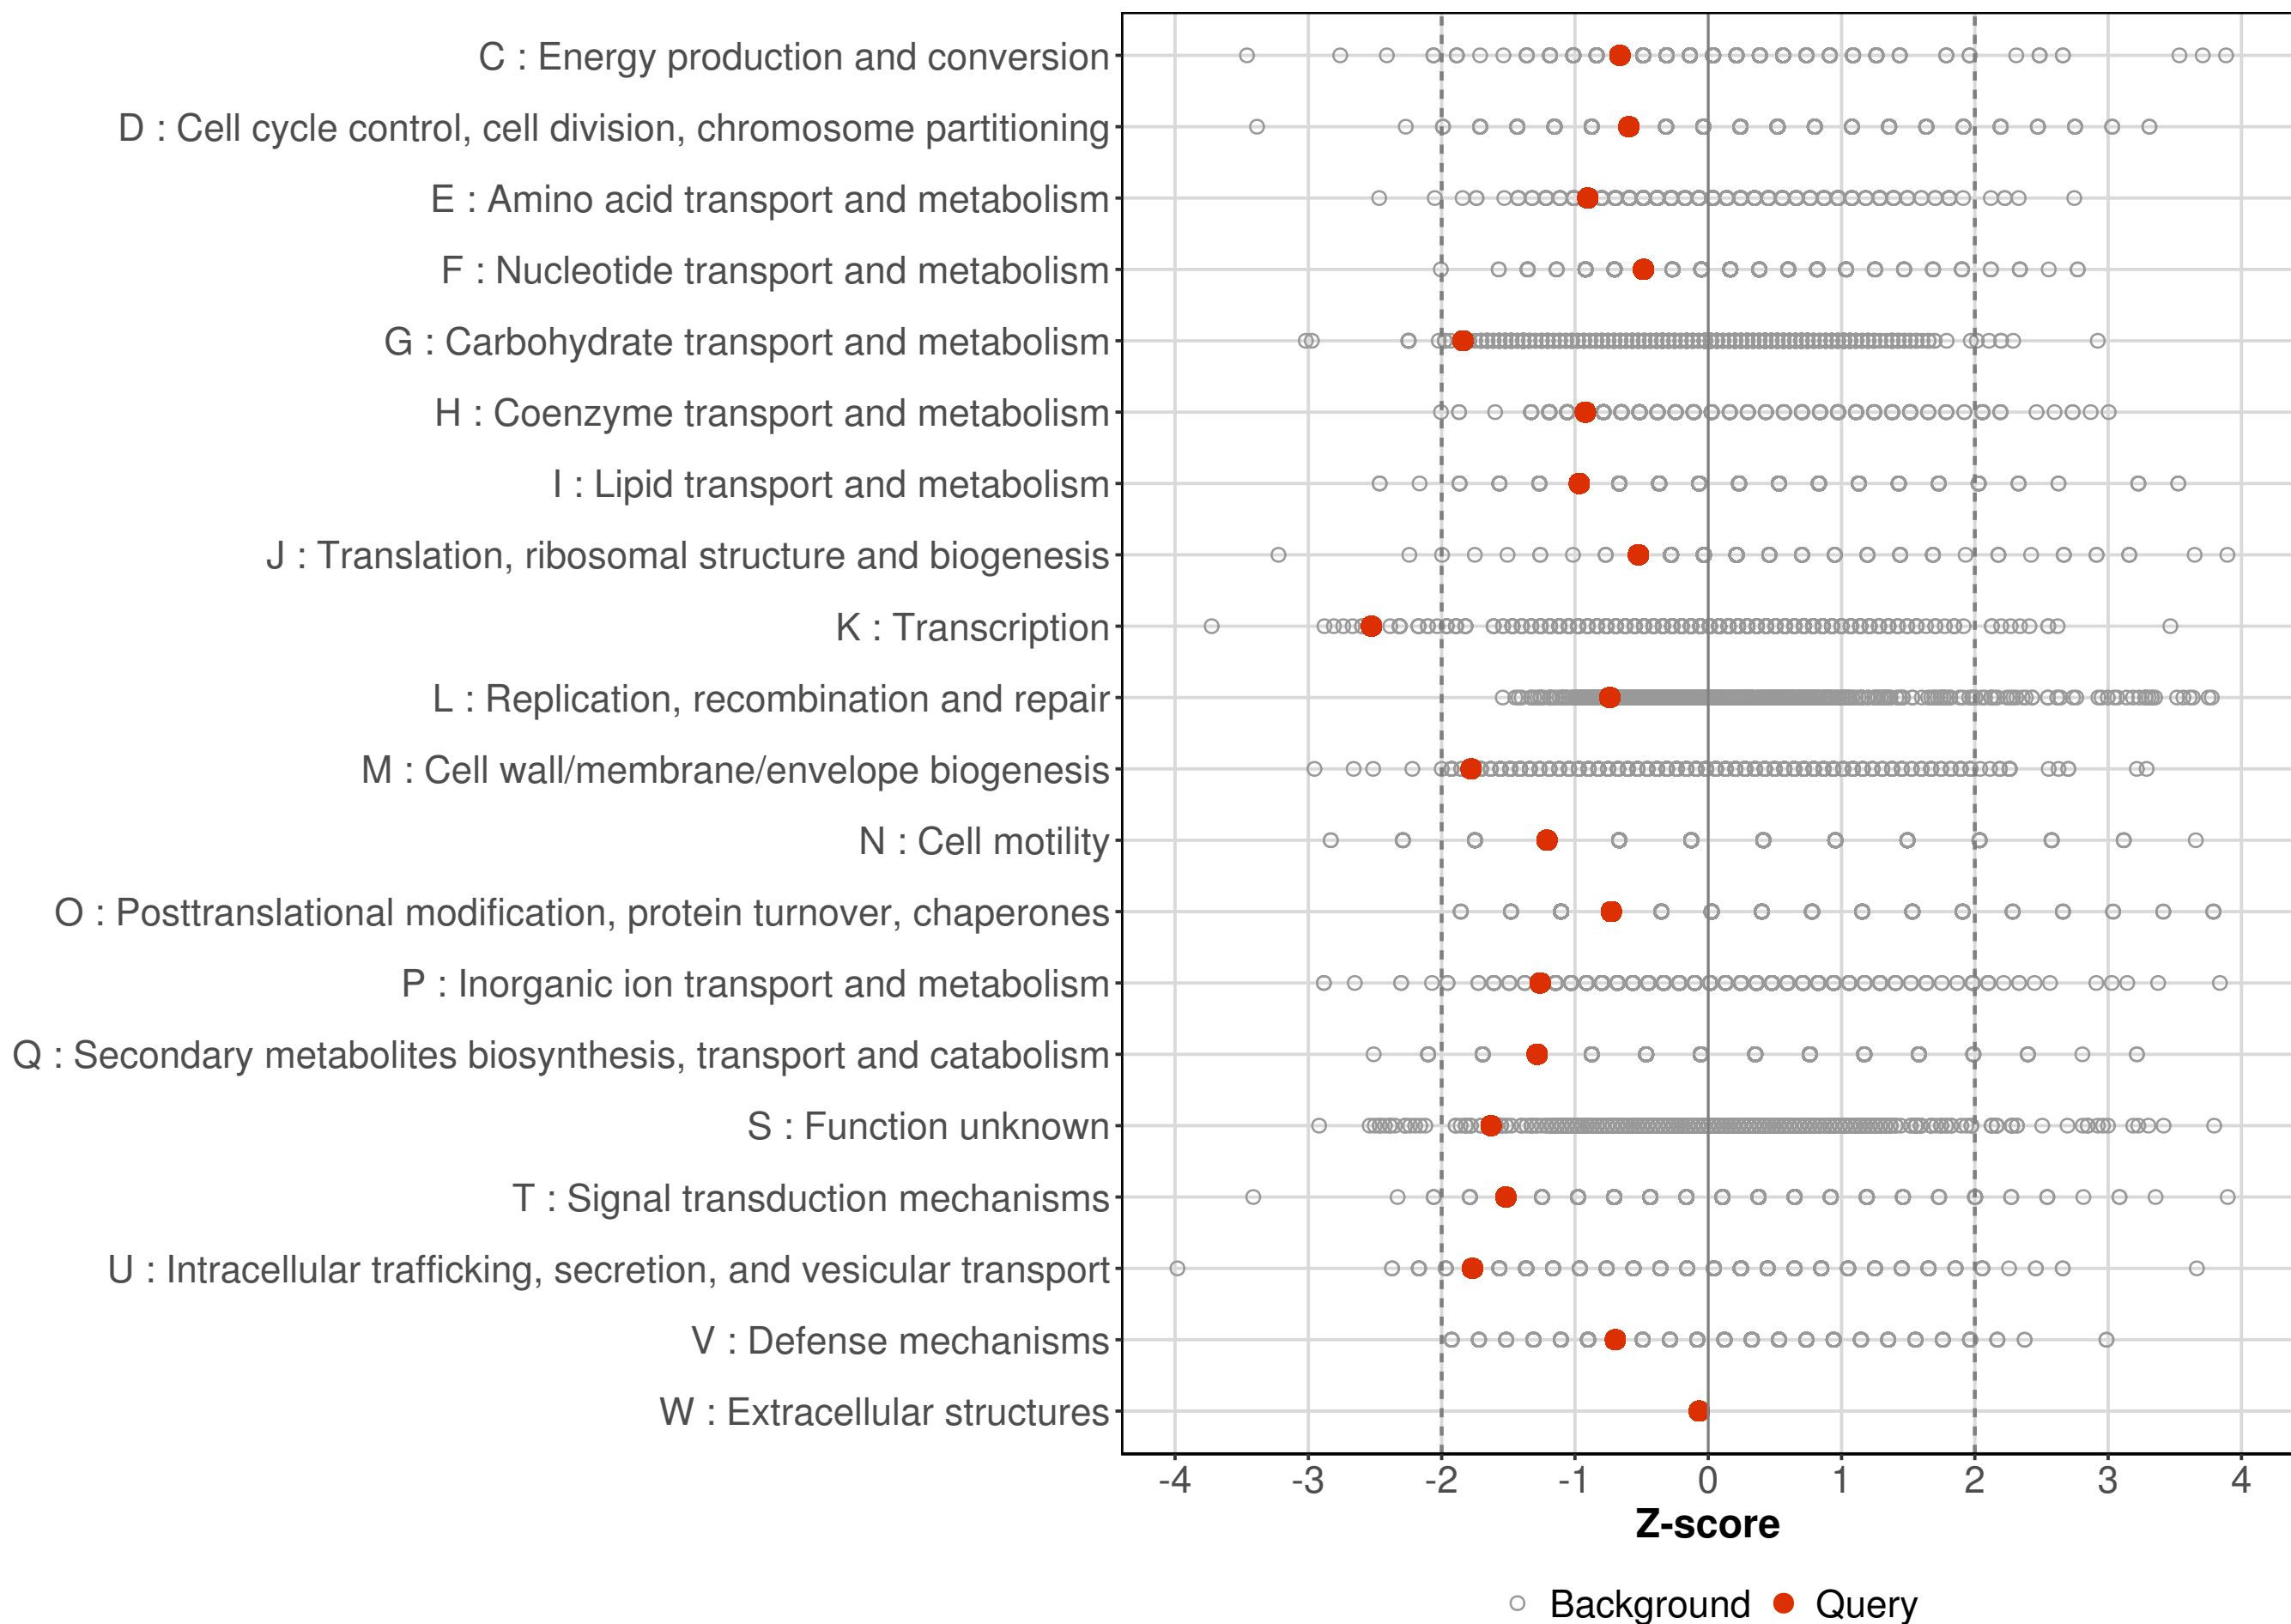 C : Energy production and conversion
D : Cell cycle control, cell division, chromosome partitioning
E : Amino acid transport and metabolism
F : Nucleotide transport and metabolism
G : Carbohydrate transport and metabolism
H : Coenzyme transport and metabolism
I : Lipid transport and metabolism
J : Translation, ribosomal structure and biogenesis
K : Transcription
L : Replication, recombination and repair
M : Cell wall/membrane/envelope biogenesis
N : Cell motility
O : Posttranslational modification, protein turnover, chaperones
P : Inorganic ion transport and metabolism
Q : Secondary metabolites biosynthesis, transport and catabolism
S : Function unknown
T : Signal transduction mechanisms
U : Intracellular trafficking, secretion, and vesicular transport
V : Defense mechanisms
W : Extracellular structures
-4 -3 -2 -1 0 1 2 3 4
Z-score
Background Query